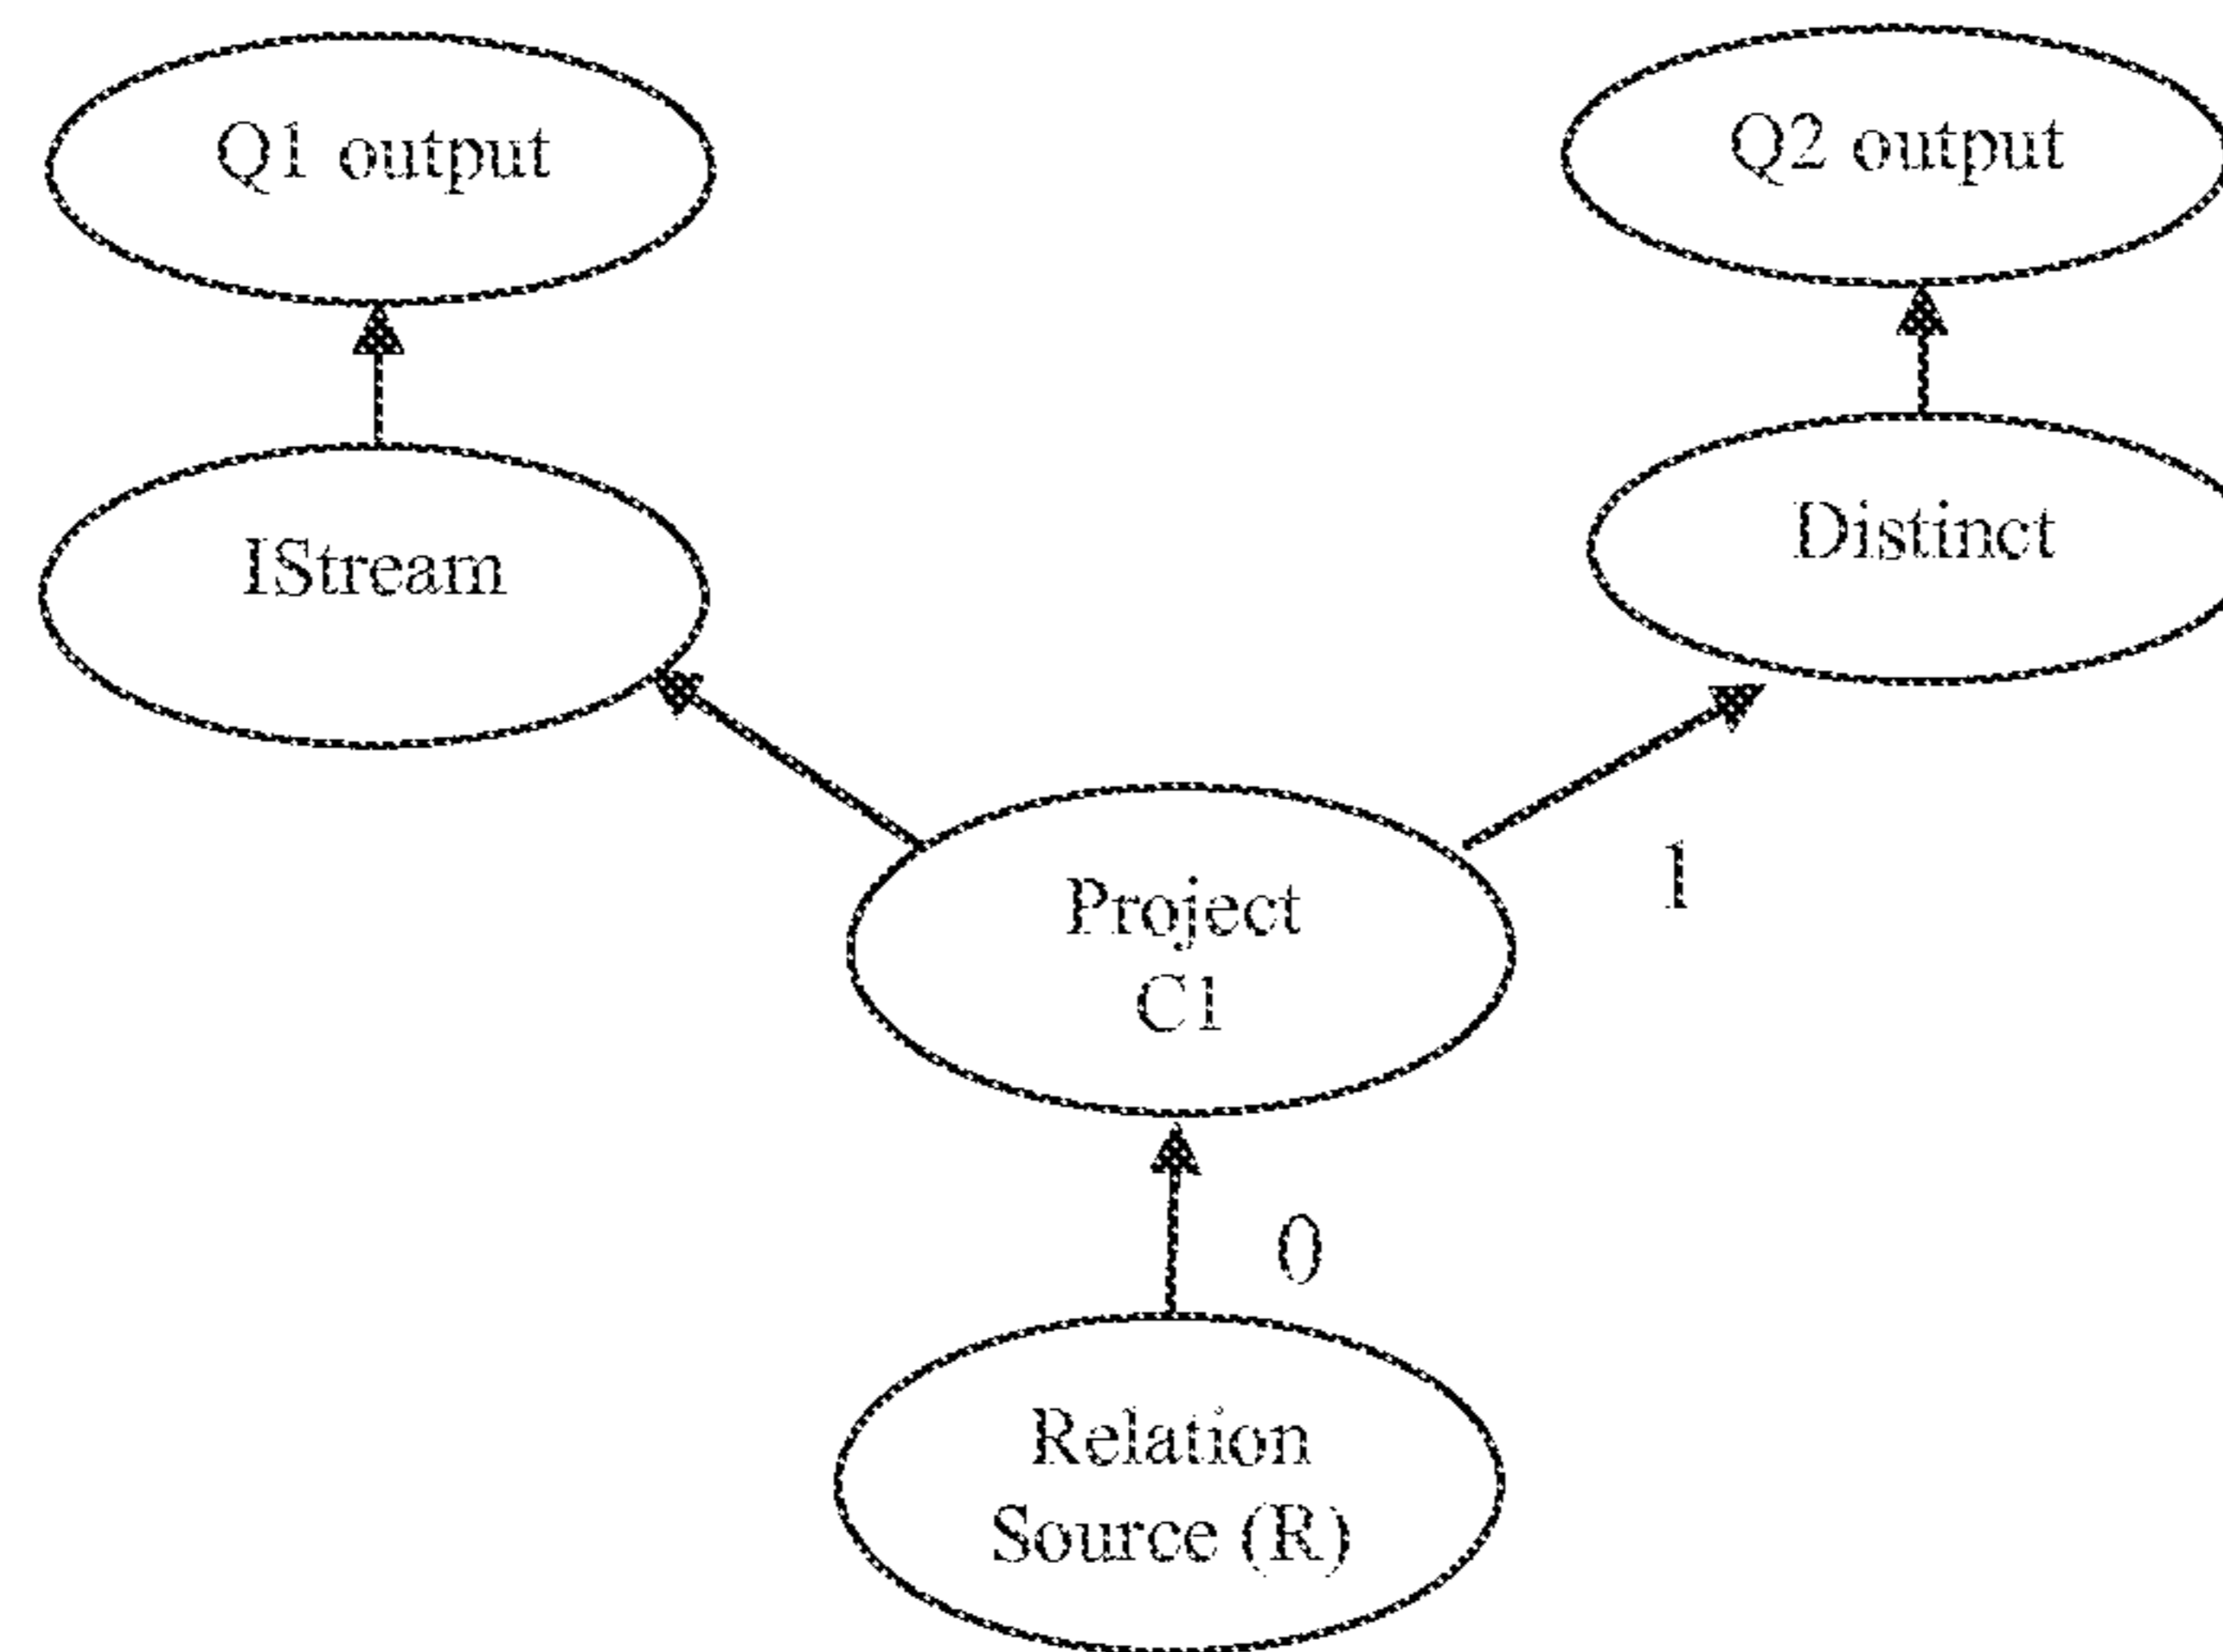 Q1 output
Q2 output
IStream
Distinct
1
Project
C1
0
Relation
Source (R)